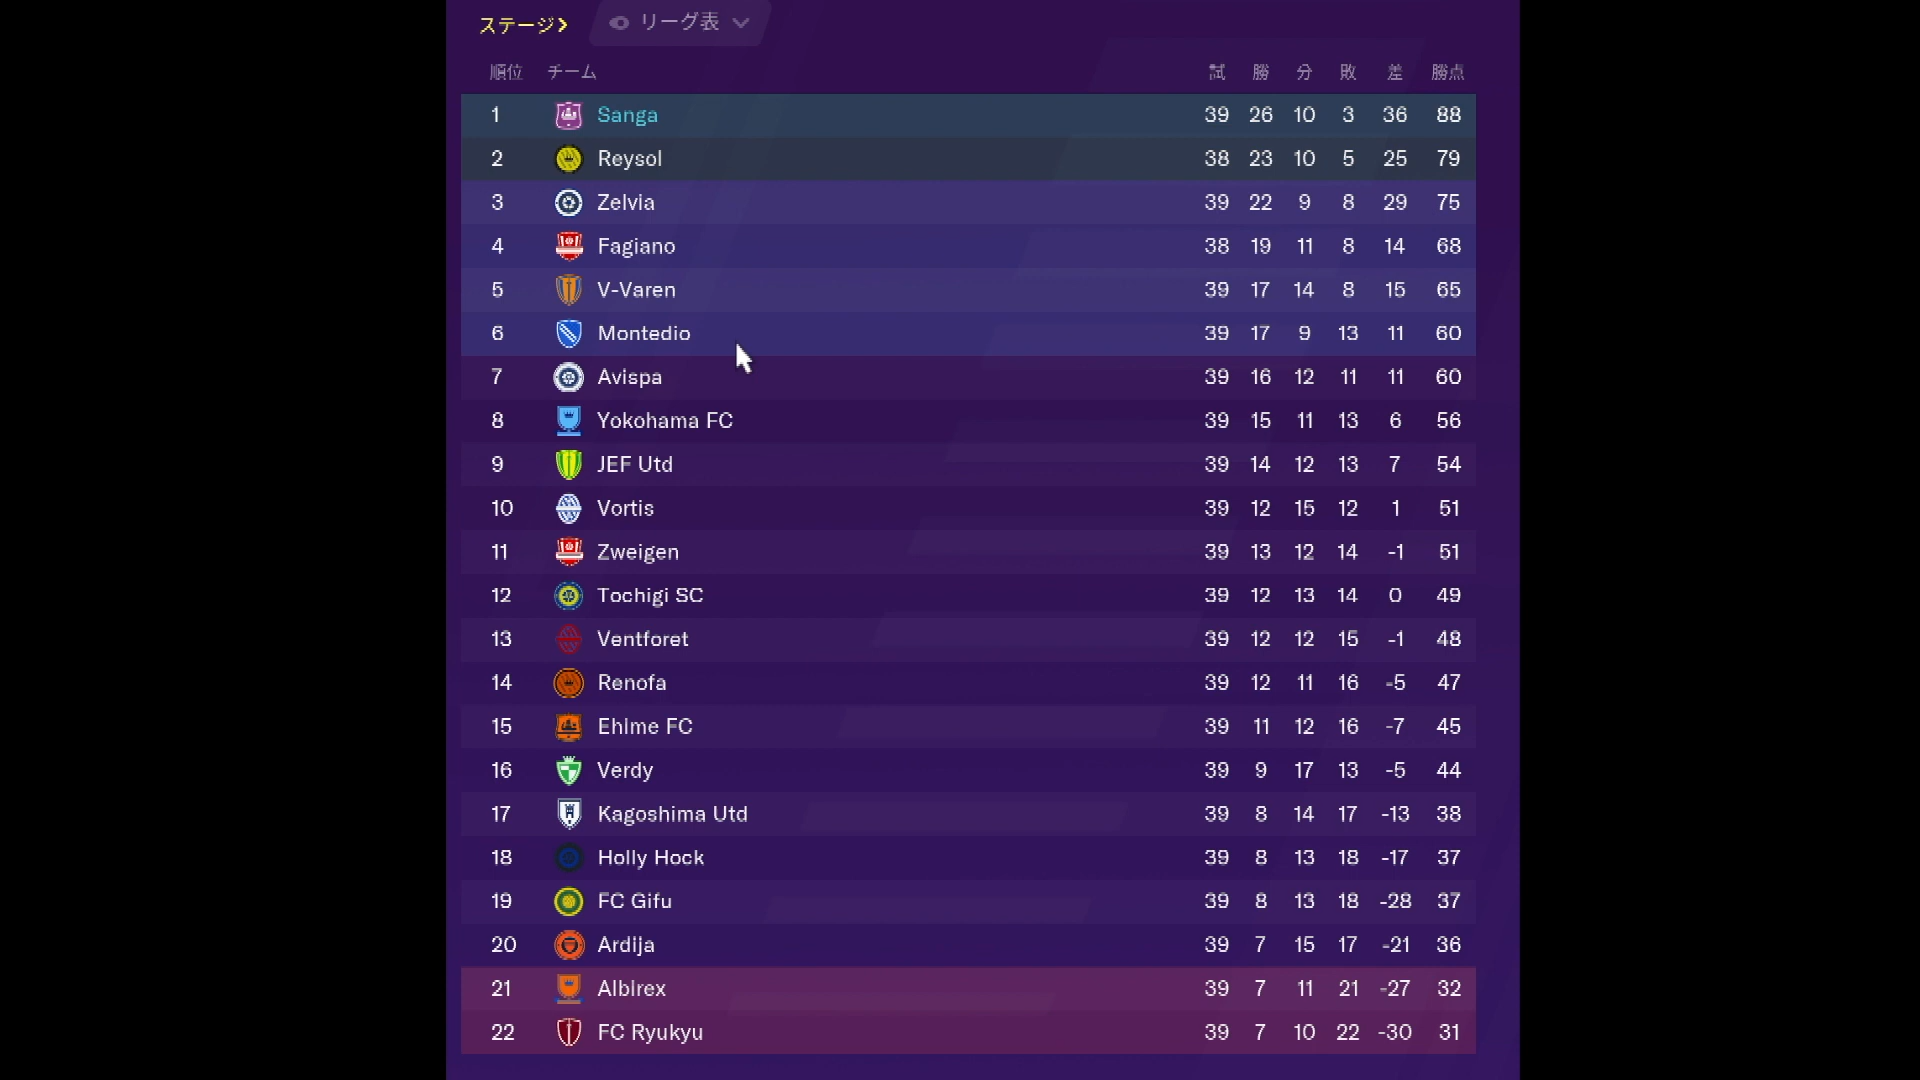 ステージ>
リーグ表
順位 チーム 試 勝 分 敗 差 勝点
1 Sanga 39 26 10 3 36 88
2 Reysol 38 23 10 5 25 79
3 Zelvia 39 22 9 8 29 75
4 Fagiano 38 19 11 8 14 68
5 V-Varen 39 17 14 8 15 65
6 Montedio 39 17 9 13 11 60
7 Avispa 39 16 12 11 11 60
8 Yokohama FC 39 15 11 13 6 56
9 JEF Utd 39 14 12 13 7 54
10 Vortis 39 12 15 12 1 51
11 Zweigen 39 13 12 14 -1 51
12 Tochigi SC 39 12 13 14 0 49
13 Ventforet 39 12 12 15 -1 48
14 Renofa 39 12 11 16 -5 47
15 Ehime FC 39 11 12 16 -7 45
16 Verdy 39 9 17 13 -5 44
17 Kagoshima Utd 39 8 14 17 -13 38
18 Holly Hock 39 8 13 18 -17 37
19 FC Gifu 39 8 13 18 -28 37
20 Ardija 39 7 15 17 -21 36
21 Albirex 39 7 11 21 -27 32
22 FC Ryukyu 39 7 10 22 -30 31